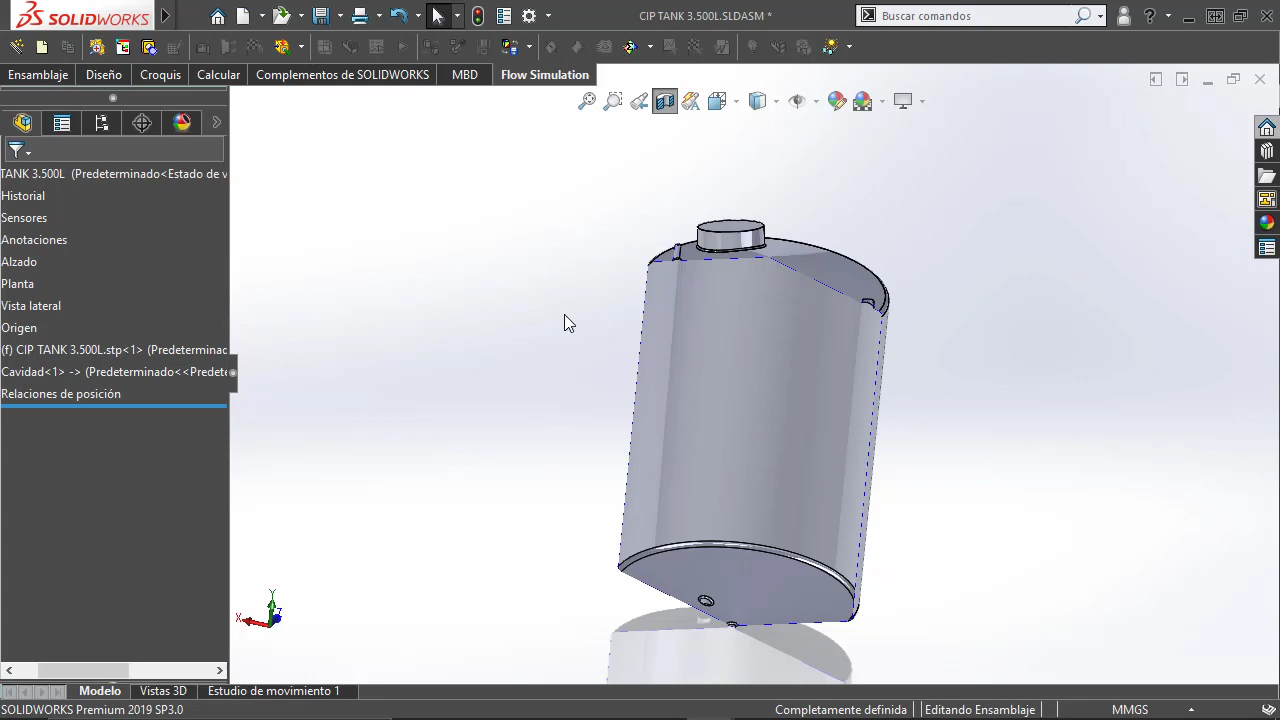 SOLIDWORKS
CIP TANK 3.500L.SLDASM *
Buscar comandos
Ensamblaje
Diseño
Croquis
Calcular
Complementos de SOLIDWORKS
MBD
Flow Simulation
TANK 3.500L (Predeterminado<Estado de v
Historial
Sensores
Anotaciones
Alzado
Planta
Vista lateral
Origen
(f) CIP TANK 3.500L.stp<1> (Predeterminac
Cavidad<1> -> (Predeterminado<<Predete
Relaciones de posición
Y
X
Z
Modelo
Vistas 3D
Estudio de movimiento 1
SOLIDWORKS Premium 2019 SP3.0
Completamente definida
Editando Ensamblaje
MMGS